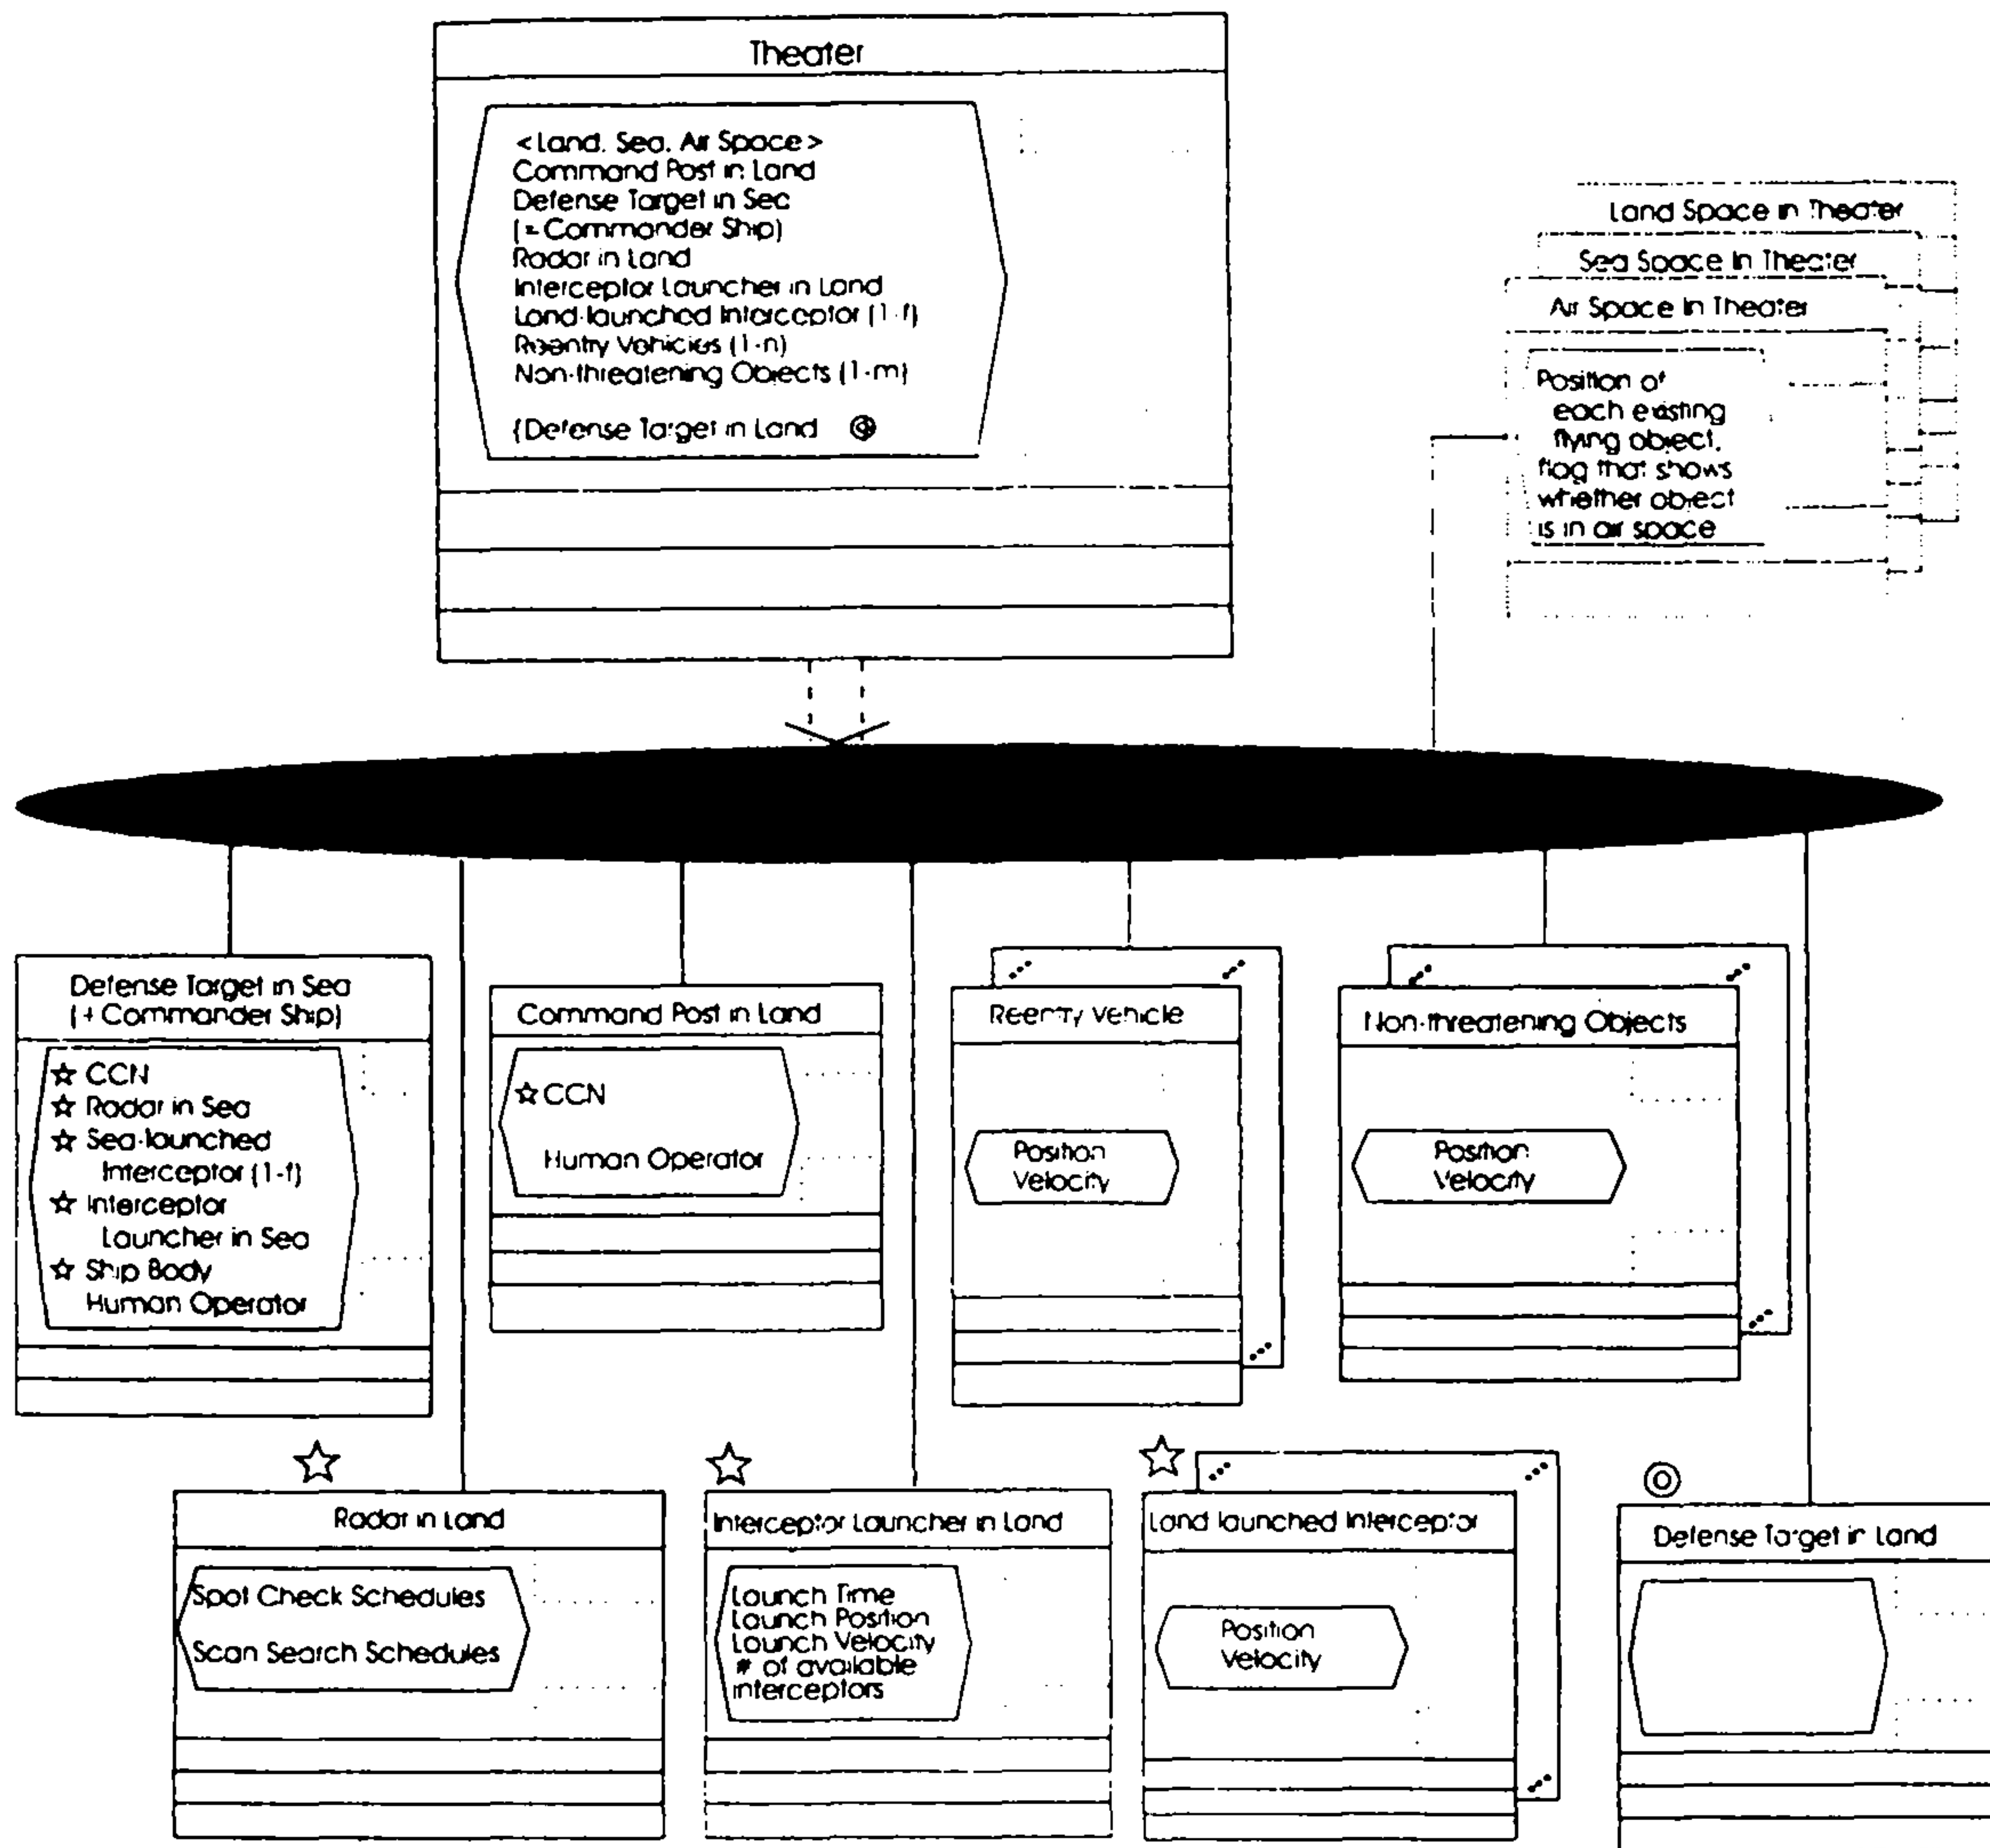 Theater
<Land, Sea, Air Space>
Command Post in Land
Defense Target in Sea
(= Commander Ship)
Radar in Land
Interceptor Launcher in Land
Land-launched Interceptor (1-f)
Reentry Vehicles (1-n)
Non-threatening Objects (1-m)
{Defense Target in Land
Land Space in Theater
Sea Space in Theater
Air Space in Theater
Position of
each existing
flying object,
flag that shows
whether object
is in air space
Defense Target in Sea
(+ Commander Ship)
☆ CCN
☆ Radar in Sea
☆ Sea-launched
Interceptor (1-f)
☆ Interceptor
Launcher in Sea
☆ Ship Body
Human Operator
Command Post in Land
☆ CCN
Human Operator
Reentry Vehicle
Position
Velocity
Non-threatening Objects
Position
Velocity
Radar in Land
Spot Check Schedules
Scan Search Schedules
Interceptor Launcher in Land
Launch Time
Launch Position
Launch Velocity
# of available
interceptors
Land launched Interceptor
Position
Velocity
Defense Target in Land